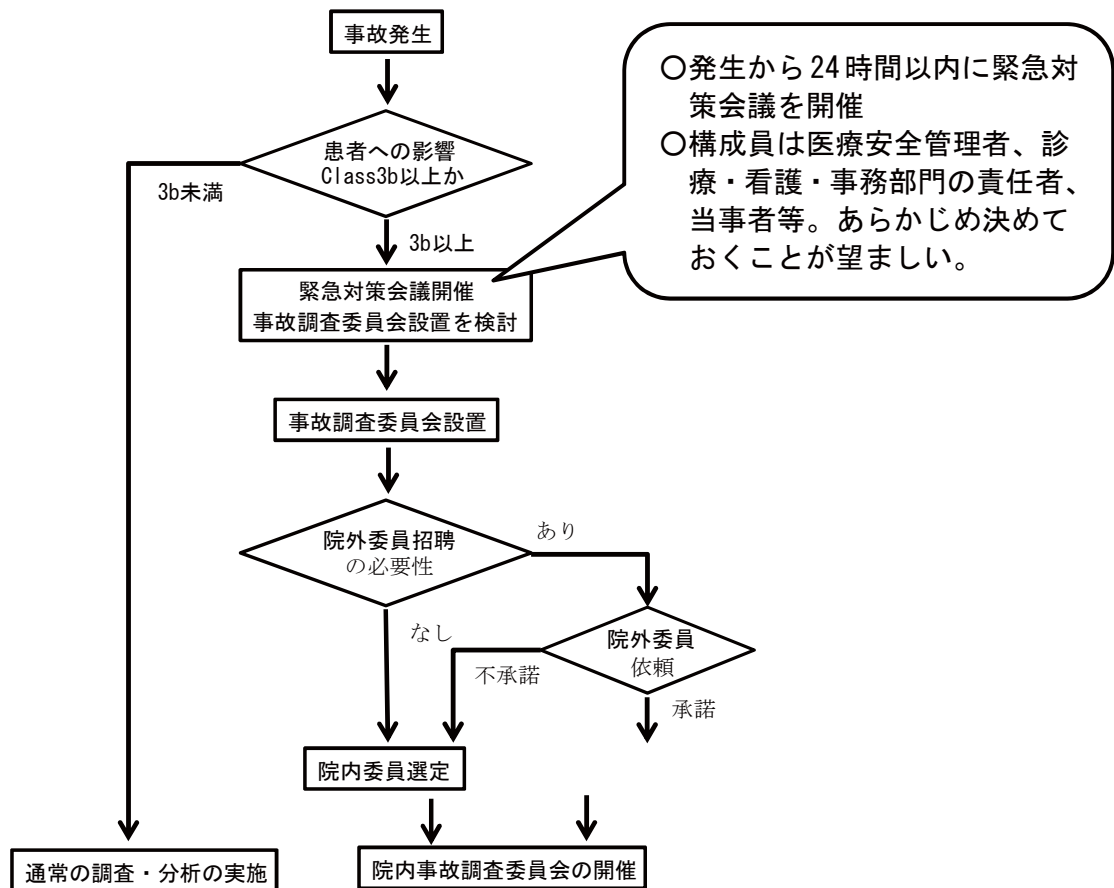 事故発生
〇発生から24時間以内に緊急対
策会議を開催
〇構成員は医療安全管理者、診
療・看護・事務部門の責任者、
当事者等。あらかじめ決めて
おくことが望ましい。
患者への影響
Class3b以上か
3b未満
3b以上
緊急対策会議開催
事故調査委員会設置を検討
事故調査委員会設置
院外委員招聘
の必要性
あり
なし
院外委員
依頼
不承諾
承諾
院内委員選定
通常の調査・分析の実施
院内事故調査委員会の開催